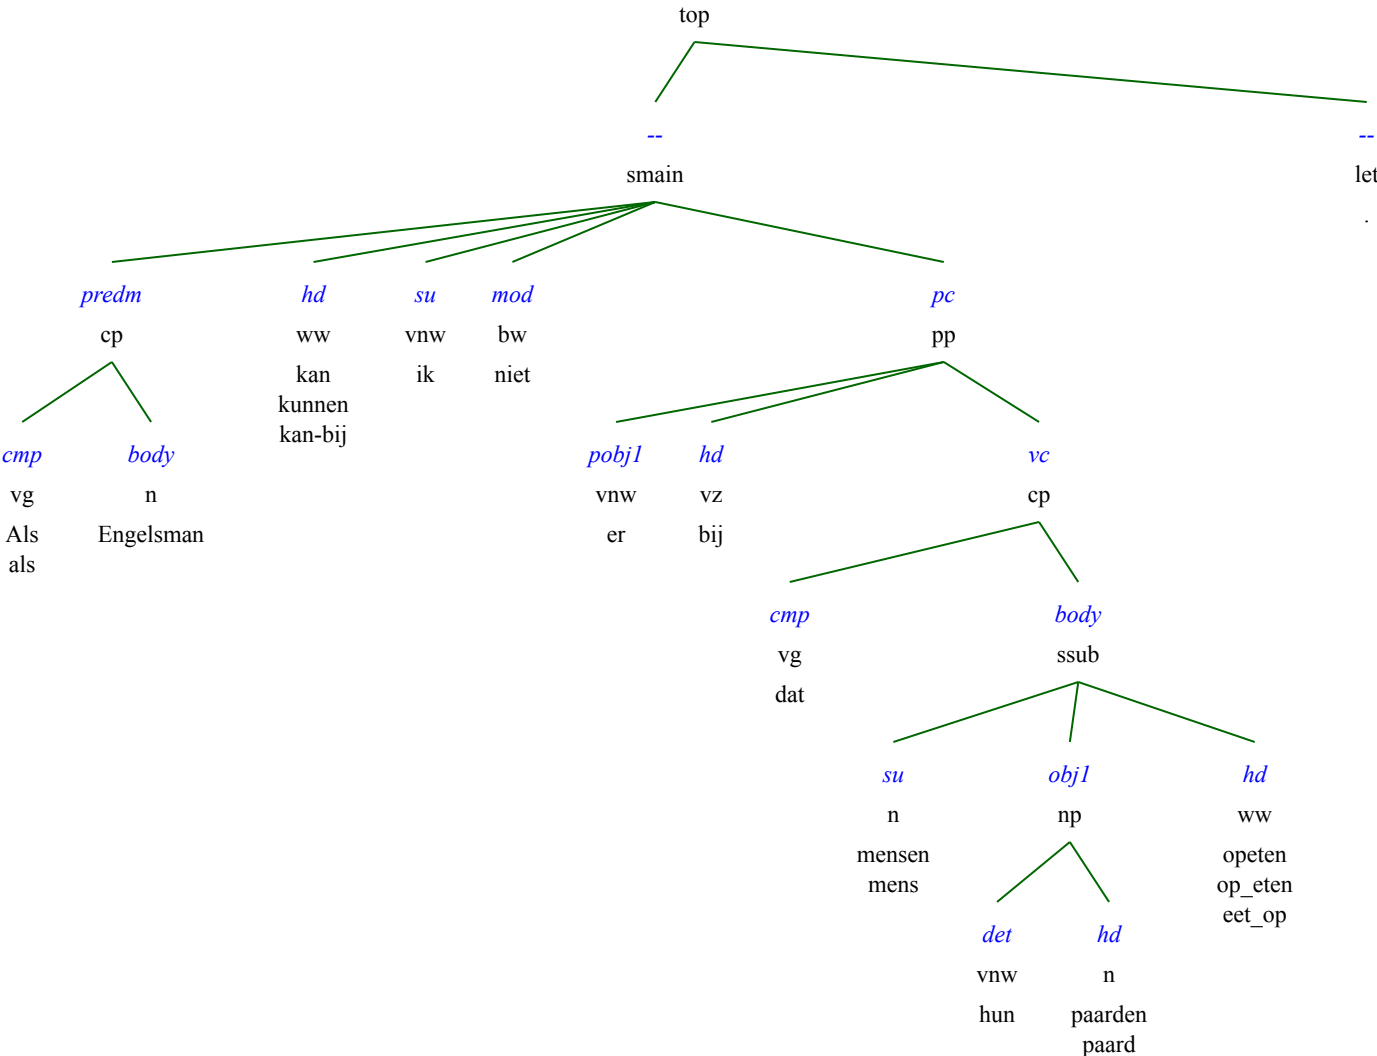 top
-- --
smain let
.
predm hd su mod pc
cp ww vnw bw pp
kan ik niet
kunnen
kan-bij
cmp body pobj1 hd vc
vg n vnw vz cp
Als Engelsman er bij
als
cmp body
vg ssub
dat
su obj1 hd
n np ww
mensen opeten
mens op_eten
eet_op
det hd
vnw n
hun paarden
paard